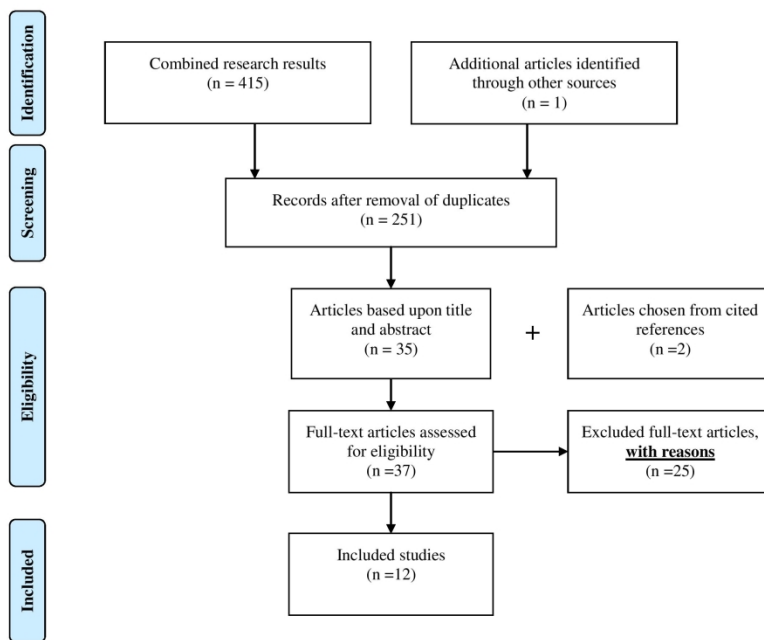 Identification
Combined research results
(n = 415)
Additional articles identified
through other sources
(n = 1)
Screening
Records after removal of duplicates
(n = 251)
Eligibility
Articles based upon title
and abstract
(n = 35)
+
Articles chosen from cited
references
(n =2)
Full-text articles assessed
for eligibility
(n =37)
Excluded full-text articles,
with reasons
(n =25)
Included
Included studies
(n =12)